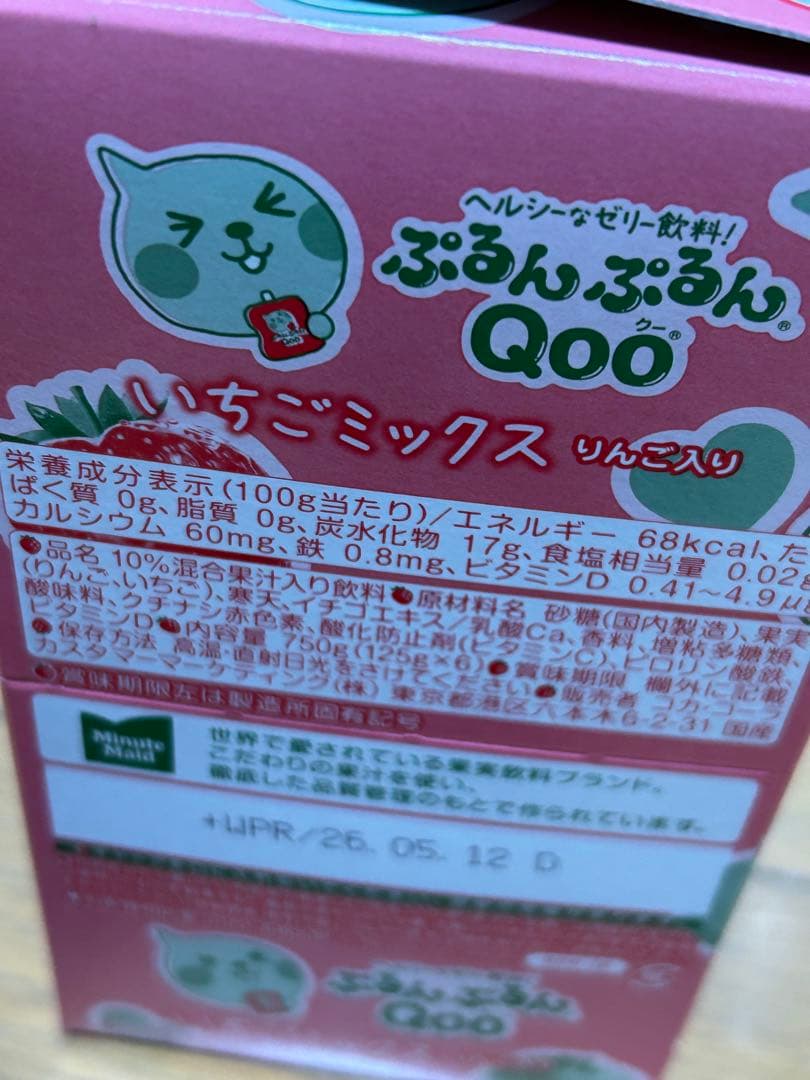 ヘルシーなゼリー飲料!
ぷるんぷるん®
クー
Qoo®
Qoo
いちごミックス りんご入り
栄養成分表示(100g当たり)/エネルギー 68kcal、た
ぱく質 0g、脂質 0g、炭水化物 17g、食塩相当量 0.02
カルシウム 60mg、鉄 0.8mg、ビタミンD 0.41~4.9μ
品名 10%混合果汁入り飲料 原材料名 砂糖(国内製造)、果実
(りんご、いちご)、寒天、イチゴエキス/乳酸Ca、香料、増粘多糖類、
酸味料、クチナシ赤色素、酸化防止剤(ビタミンC)、ピロリン酸鉄、
ビタミンD 内容量 750g(125g×6) 賞味期限 欄外に記載
保存方法 高温・直射日光をさけてください 販売者 コカ・コーラ
カスタマーマーケティング(株) 東京都港区六本木6-2-31 国産
賞味期限左は製造所固有記号
Minute
Maid
世界で愛されている果実飲料ブランド。
こだわりの果汁を使い、
徹底した品質管理のもとで作られています。
+WPR/26.05.12 D
ぷるんぷるん
Qoo